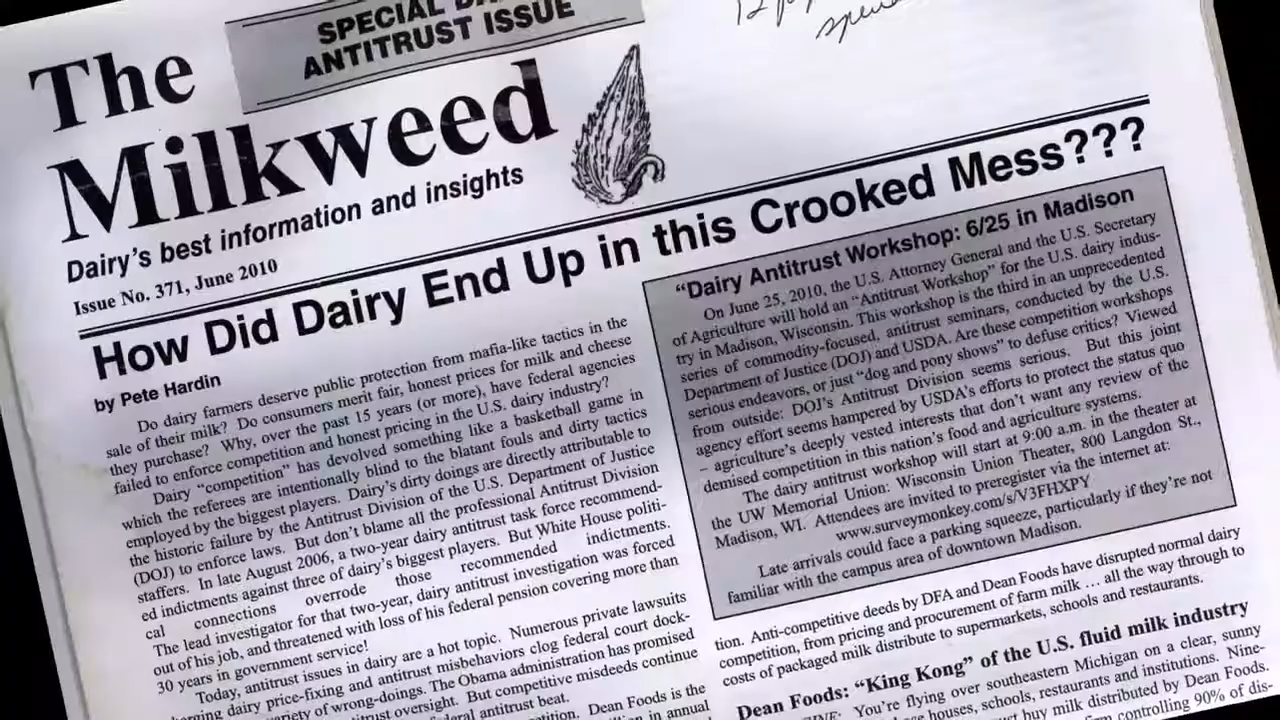 SPECIAL
ANTITRUST ISSUE
The
Milkweed
Dairy's best information and insights
Issue No. 371, June 2010
How Did Dairy End Up in this Crooked Mess???
by Pete Hardin
Do dairy farmers deserve public protection from mafia-like tactics in the
sale of their milk? Do consumers merit fair, honest prices for milk and cheese
they purchase? Why, over the past 15 years (or more), have federal agencies
failed to enforce competition and honest pricing in the U.S. dairy industry?
Dairy "competition" has devolved something like a basketball game in
which the referees are intentionally blind to the blatant fouls and dirty tactics
employed by the biggest players. Dairy's dirty doings are directly attributable to
the historic failure by the Antitrust Division of the U.S. Department of Justice
(DOJ) to enforce laws. But don't blame all the professional Antitrust Division
staffers. In late August 2006, a two-year dairy antitrust task force recommend-
ed indictments against three of dairy's biggest players. But White House politi-
cal connections overrode those recommended indictments.
The lead investigator for that two-year, dairy antitrust investigation was forced
out of his job, and threatened with loss of his federal pension covering more than
30 years in government service!
Today, antitrust issues in dairy are a hot topic. Numerous private lawsuits
dairy price-fixing and antitrust misbehaviors clog federal court dock-
of wrong-doings. The Obama administration has promised
oversight. But competitive misdeeds continue
antitrust beat.
Dean Foods is the
in annual
"Dairy Antitrust Workshop: 6/25 in Madison
On June 25, 2010, the U.S. Attorney General and the U.S. Secretary
of Agriculture will hold an "Antitrust Workshop" for the U.S. dairy indus-
try in Madison, Wisconsin. This workshop is the third in an unprecedented
series of commodity-focused, antitrust seminars, conducted by the U.S.
Department of Justice (DOJ) and USDA. Are these competition workshops
serious endeavors, or just "dog and pony shows" to defuse critics? Viewed
from outside: DOJ's Antitrust Division seems serious. But this joint
agency effort seems hampered by USDA's efforts to protect the status quo
– agriculture's deeply vested interests that don't want any review of the
demised competition in this nation's food and agriculture systems.
The dairy antitrust workshop will start at 9:00 a.m. in the theater at
the UW Memorial Union: Wisconsin Union Theater, 800 Langdon St.,
Madison, WI. Attendees are invited to preregister via the internet at:
www.surveymonkey.com/s/V3FHXPY
Late arrivals could face a parking squeeze, particularly if they're not
familiar with the campus area of downtown Madison.
tion. Anti-competitive deeds by DFA and Dean Foods have disrupted normal dairy
competition, from pricing and procurement of farm milk … all the way through to
costs of packaged milk distribute to supermarkets, schools and restaurants.
Dean Foods: "King Kong" of the U.S. fluid milk industry
You're flying over southeastern Michigan on a clear, sunny
houses, schools, restaurants and institutions. Nine-
buy milk distributed by Dean Foods.
controlling 90% of dis-